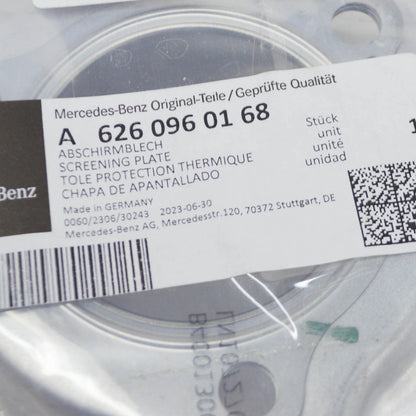 Mercedes-Benz Original-Teile/Geprüfte Qualität
A 626 096 01 68
ABSCHIRMBLECH
SCREENING PLATE
TOLE PROTECTION THERMIQUE
CHAPA DE APANTALLADO
Stück
unit
unité
unidad
1
Benz
Made in GERMANY
0060/2306/30243 2023-06-30
Mercedes-Benz AG, Mercedesstr.120, 70372 Stuttgart, DE